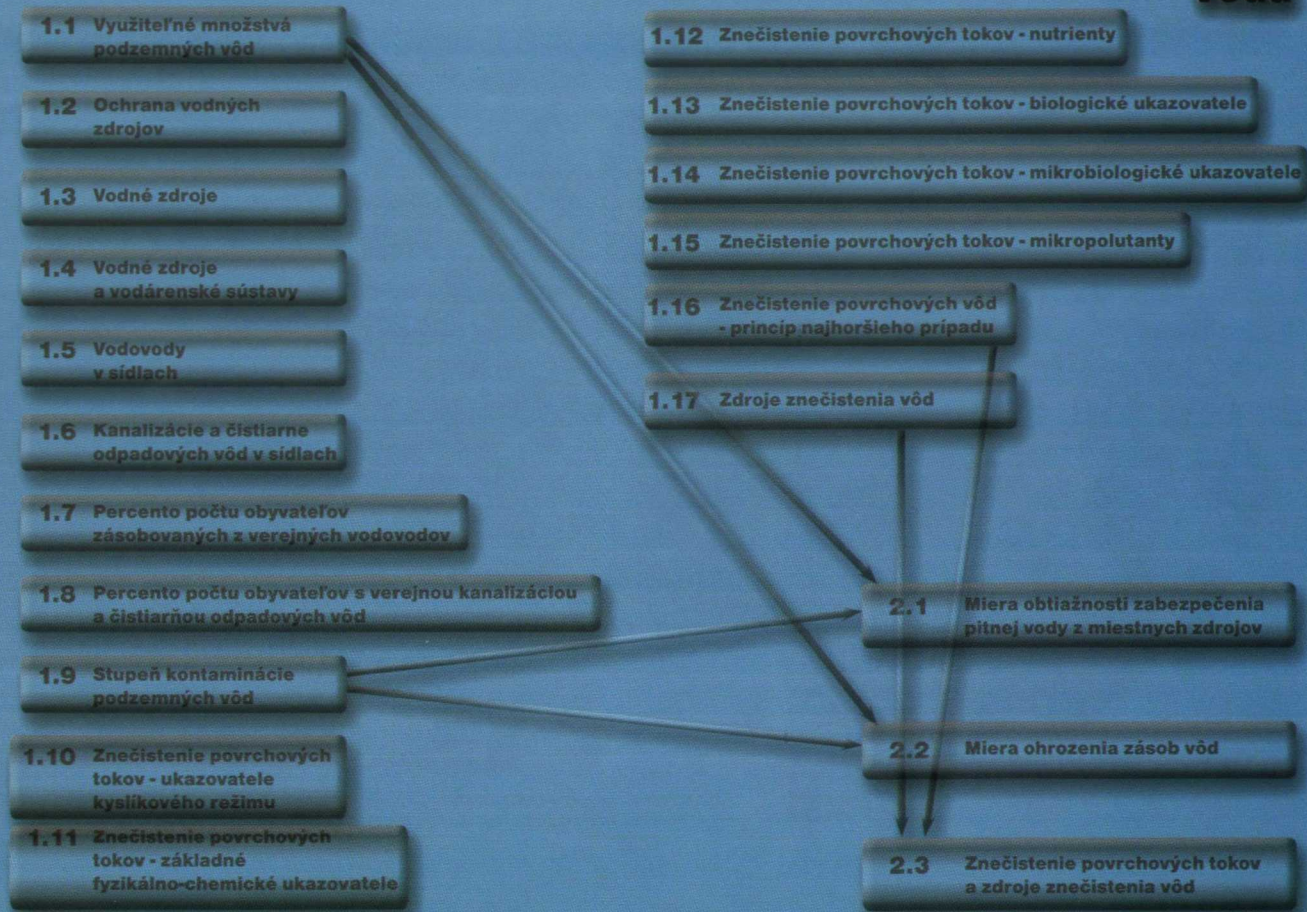 1.1 Využiteľné množstvá
podzemných vôd
1.2 Ochrana vodných
zdrojov
1.3 Vodné zdroje
1.4 Vodné zdroje
a vodárenské sústavy
1.5 Vodovody
v sídlach
1.6 Kanalizácie a čistiarne
odpadových vôd v sídlach
1.7 Percento počtu obyvateľov
zásobovaných z verejných vodovodov
1.8 Percento počtu obyvateľov s verejnou kanalizáciou
a čistiarňou odpadových vôd
1.9 Stupeň kontaminácie
podzemných vôd
1.10 Znečistenie povrchových
tokov - ukazovatele
kyslíkového režimu
1.11 Znečistenie povrchových
tokov - základné
fyzikálno-chemické ukazovatele
1.12 Znečistenie povrchových tokov - nutrienty
1.13 Znečistenie povrchových tokov - biologické ukazovatele
1.14 Znečistenie povrchových tokov - mikrobiologické ukazovatele
1.15 Znečistenie povrchových tokov - mikropolutanty
1.16 Znečistenie povrchových vôd
- princíp najhoršieho prípadu
1.17 Zdroje znečistenia vôd
2.1 Miera obtiažnosti zabezpečenia
pitnej vody z miestnych zdrojov
2.2 Miera ohrozenia zásob vôd
2.3 Znečistenie povrchových tokov
a zdroje znečistenia vôd